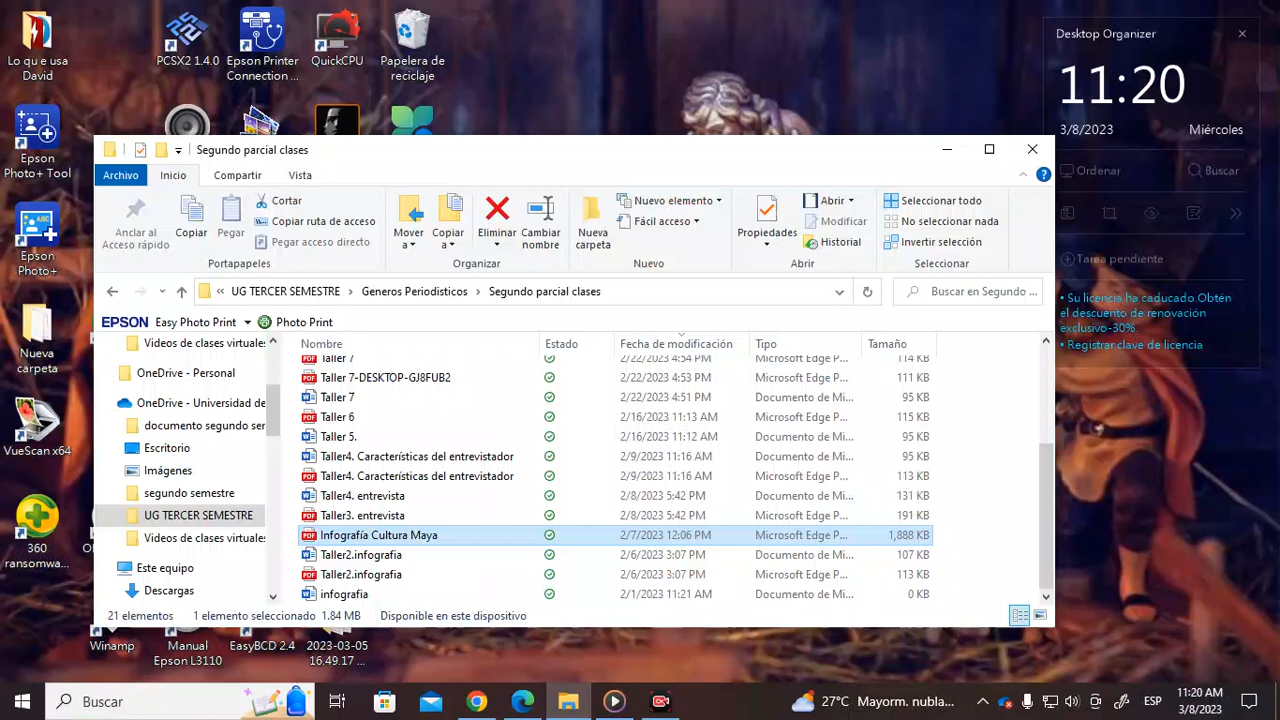 Lo qu e usa
David
PCSX2 1.4.0
Epson Printer
Connection ...
QuickCPU
Papelera de
reciclaje
Epson
Photo+ Tool
Epson
Photo+
Nueva
carpeta
VueScan x64
360
ransomwa...
Winamp
Manual
Epson L3110
EasyBCD 2.4
2023-03-05
16.49.17 ...
Desktop Organizer
11:20
3/8/2023 Miércoles
Ordenar Buscar
Tarea pendiente
• Su licencia ha caducado.Obtén
el descuento de renovación
exclusivo-30%
• Registrar clave de licencia
Segundo parcial clases
Archivo Inicio Compartir Vista
Anclar al
Acceso rápido
Copiar
Pegar
Cortar
Copiar ruta de acceso
Pegar acceso directo
Portapapeles
Mover
a
Copiar
a
Eliminar
Cambiar
nombre
Organizar
Nueva
carpeta
Nuevo elemento
Fácil acceso
Nuevo
Propiedades
Abrir
Modificar
Historial
Abrir
Seleccionar todo
No seleccionar nada
Invertir selección
Seleccionar
« UG TERCER SEMESTRE > Generos Periodisticos > Segundo parcial clases
Buscar en Segundo ...
EPSON Easy Photo Print Photo Print
Videos de clases virtuales
OneDrive - Personal
OneDrive - Universidad de
documento segundo ser
Escritorio
Imágenes
segundo semestre
UG TERCER SEMESTRE
Videos de clases virtuales
Este equipo
Descargas
Nombre Estado Fecha de modificación Tipo Tamaño
Taller 7 2/22/2023 4:54 PM Microsoft Edge P... 114 KB
Taller 7-DESKTOP-GJ8FUB2 2/22/2023 4:53 PM Microsoft Edge P... 111 KB
Taller 7 2/22/2023 4:51 PM Documento de Mi... 95 KB
Taller 6 2/16/2023 11:13 AM Microsoft Edge P... 115 KB
Taller 5. 2/16/2023 11:12 AM Documento de Mi... 95 KB
Taller4. Características del entrevistador 2/9/2023 11:16 AM Documento de Mi... 95 KB
Taller4. Características del entrevistador 2/9/2023 11:16 AM Microsoft Edge P... 113 KB
Taller4. entrevista 2/8/2023 5:42 PM Documento de Mi... 131 KB
Taller3. entrevista 2/8/2023 5:42 PM Microsoft Edge P... 191 KB
Infografía Cultura Maya 2/7/2023 12:06 PM Microsoft Edge P... 1,888 KB
Taller2.infografia 2/6/2023 3:07 PM Documento de Mi... 107 KB
Taller2.infografia 2/6/2023 3:07 PM Microsoft Edge P... 113 KB
infografia 2/1/2023 11:21 AM Documento de Mi... 0 KB
21 elementos 1 elemento seleccionado 1.84 MB Disponible en este dispositivo
Buscar
27°C Mayorm. nubla...
ESP
11:20 AM
3/8/2023